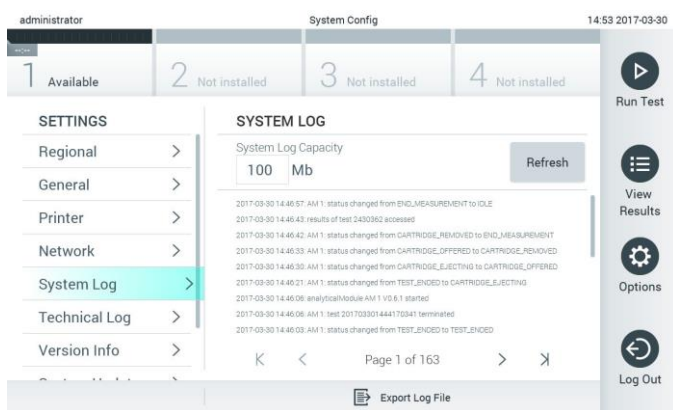 administrator System Config 14:53 2017-03-30
--:--
1 Available 2 Not installed 3 Not installed 4 Not installed
Run Test
SETTINGS
Regional
General
Printer
Network
System Log
Technical Log
Version Info
SYSTEM LOG
System Log Capacity
100 Mb
Refresh
2017-03-30 14:46:57: AM 1: status changed from END_MEASUREMENT to IDLE
2017-03-30 14:46:43: results of test 2430362 accessed
2017-03-30 14:46:42: AM 1: status changed from CARTRIDGE_REMOVED to END_MEASUREMENT
2017-03-30 14:46:33: AM 1: status changed from CARTRIDGE_OFFERED to CARTRIDGE_REMOVED
2017-03-30 14:46:30: AM 1: status changed from CARTRIDGE_EJECTING to CARTRIDGE_OFFERED
2017-03-30 14:46:21: AM 1: status changed from TEST_ENDED to CARTRIDGE_EJECTING
2017-03-30 14:46:06: analyticalModule AM 1 V0.6.1 started
2017-03-30 14:46:06: AM 1: test 201703301444170341 terminated
2017-03-30 14:46:03: AM 1: status changed from TEST_ENDED to TEST_ENDED
Page 1 of 163
Export Log File
View
Results
Options
Log Out